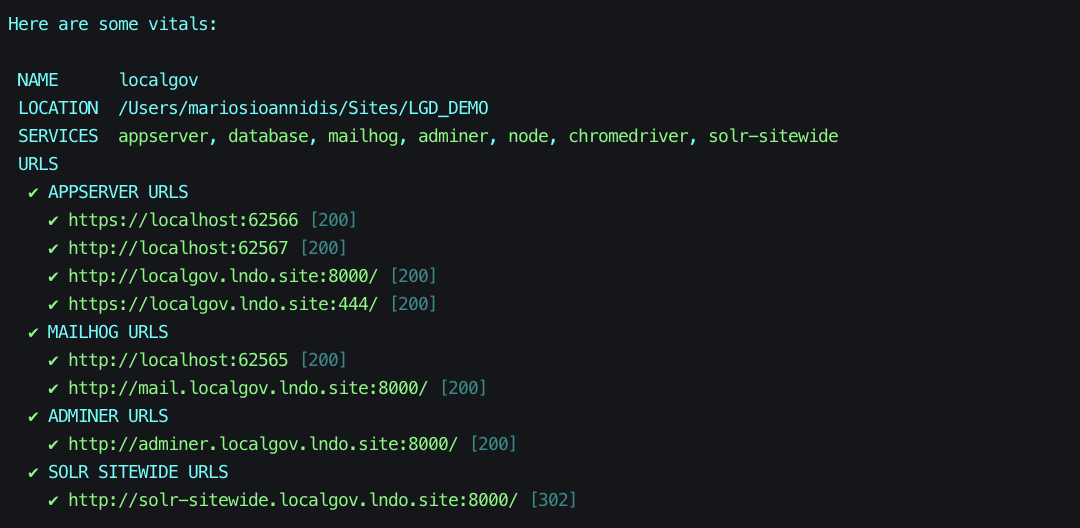 Here are some vitals:
NAME localgov
LOCATION /Users/mariosioannidis/Sites/LGD_DEMO
SERVICES appserver, database, mailhog, adminer, node, chromedriver, solr-sitewide
URLS
✔ APPSERVER URLS
✔ https://localhost:62566 [200]
✔ http://localhost:62567 [200]
✔ http://localgov.lndo.site:8000/ [200]
✔ https://localgov.lndo.site:444/ [200]
✔ MAILHOG URLS
✔ http://localhost:62565 [200]
✔ http://mail.localgov.lndo.site:8000/ [200]
✔ ADMINER URLS
✔ http://adminer.localgov.lndo.site:8000/ [200]
✔ SOLR SITEWIDE URLS
✔ http://solr-sitewide.localgov.lndo.site:8000/ [302]